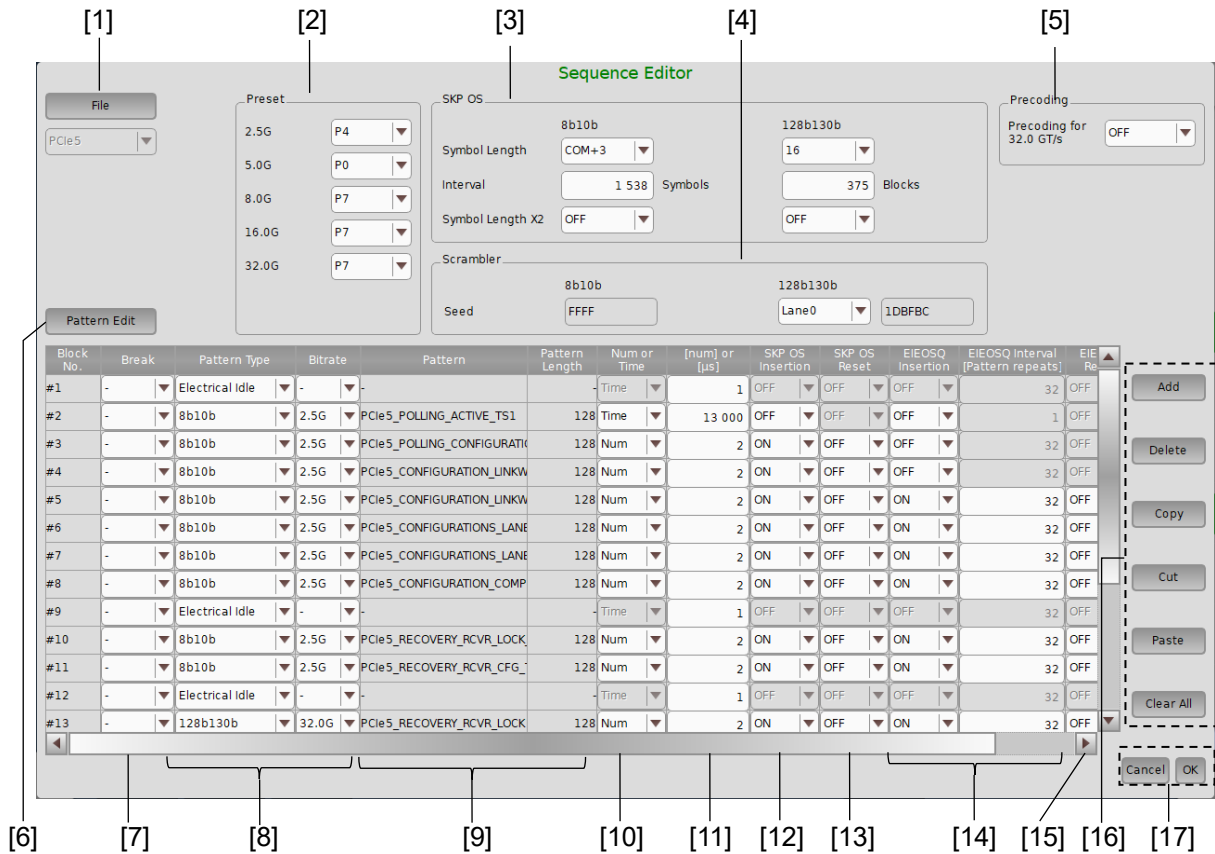 [1] [2] [3] [4] [5]
Sequence Editor
File
PCIe5
Preset
2.5G P4
5.0G P0
8.0G P7
16.0G P7
32.0G P7
SKP OS
8b10b 128b130b
Symbol Length COM+3 16
Interval 1 538 Symbols 375 Blocks
Symbol Length X2 OFF OFF
Scrambler
8b10b 128b130b
Seed FFFF Lane0 1DBFBC
Precoding
Precoding for
32.0 GT/s
OFF
Pattern Edit
Block No. Break Pattern Type Bitrate Pattern Pattern Length Num or Time [num] or [µs] SKP OS Insertion SKP OS Reset EIEOSQ Insertion EIEOSQ Interval [Pattern repeats] EIE Re
#1 - Electrical Idle - - - Time 1 OFF OFF OFF 32 OFF
#2 - 8b10b 2.5G PCIe5_POLLING_ACTIVE_TS1 128 Time 13 000 OFF OFF OFF 1 OFF
#3 - 8b10b 2.5G PCIe5_POLLING_CONFIGURATIO 128 Num 2 ON OFF OFF 32 OFF
#4 - 8b10b 2.5G PCIe5_CONFIGURATION_LINKW 128 Num 2 ON OFF OFF 32 OFF
#5 - 8b10b 2.5G PCIe5_CONFIGURATION_LINKW 128 Num 2 ON OFF ON 32 OFF
#6 - 8b10b 2.5G PCIe5_CONFIGURATIONS_LANE 128 Num 2 ON OFF ON 32 OFF
#7 - 8b10b 2.5G PCIe5_CONFIGURATIONS_LANE 128 Num 2 ON OFF ON 32 OFF
#8 - 8b10b 2.5G PCIe5_CONFIGURATION_COMP 128 Num 2 ON OFF ON 32 OFF
#9 - Electrical Idle - - - Time 1 OFF OFF OFF 32 OFF
#10 - 8b10b 2.5G PCIe5_RECOVERY_RCVR_LOCK_ 128 Num 2 ON OFF ON 32 OFF
#11 - 8b10b 2.5G PCIe5_RECOVERY_RCVR_CFG_T 128 Num 2 ON OFF ON 32 OFF
#12 - Electrical Idle - - - Time 1 OFF OFF OFF 32 OFF
#13 - 128b130b 32.0G PCIe5_RECOVERY_RCVR_LOCK 128 Num 2 ON OFF ON 32 OFF
Add
Delete
Copy
Cut
Paste
Clear All
Cancel OK
[6] [7] [8] [9] [10] [11] [12] [13] [14] [15] [16] [17]